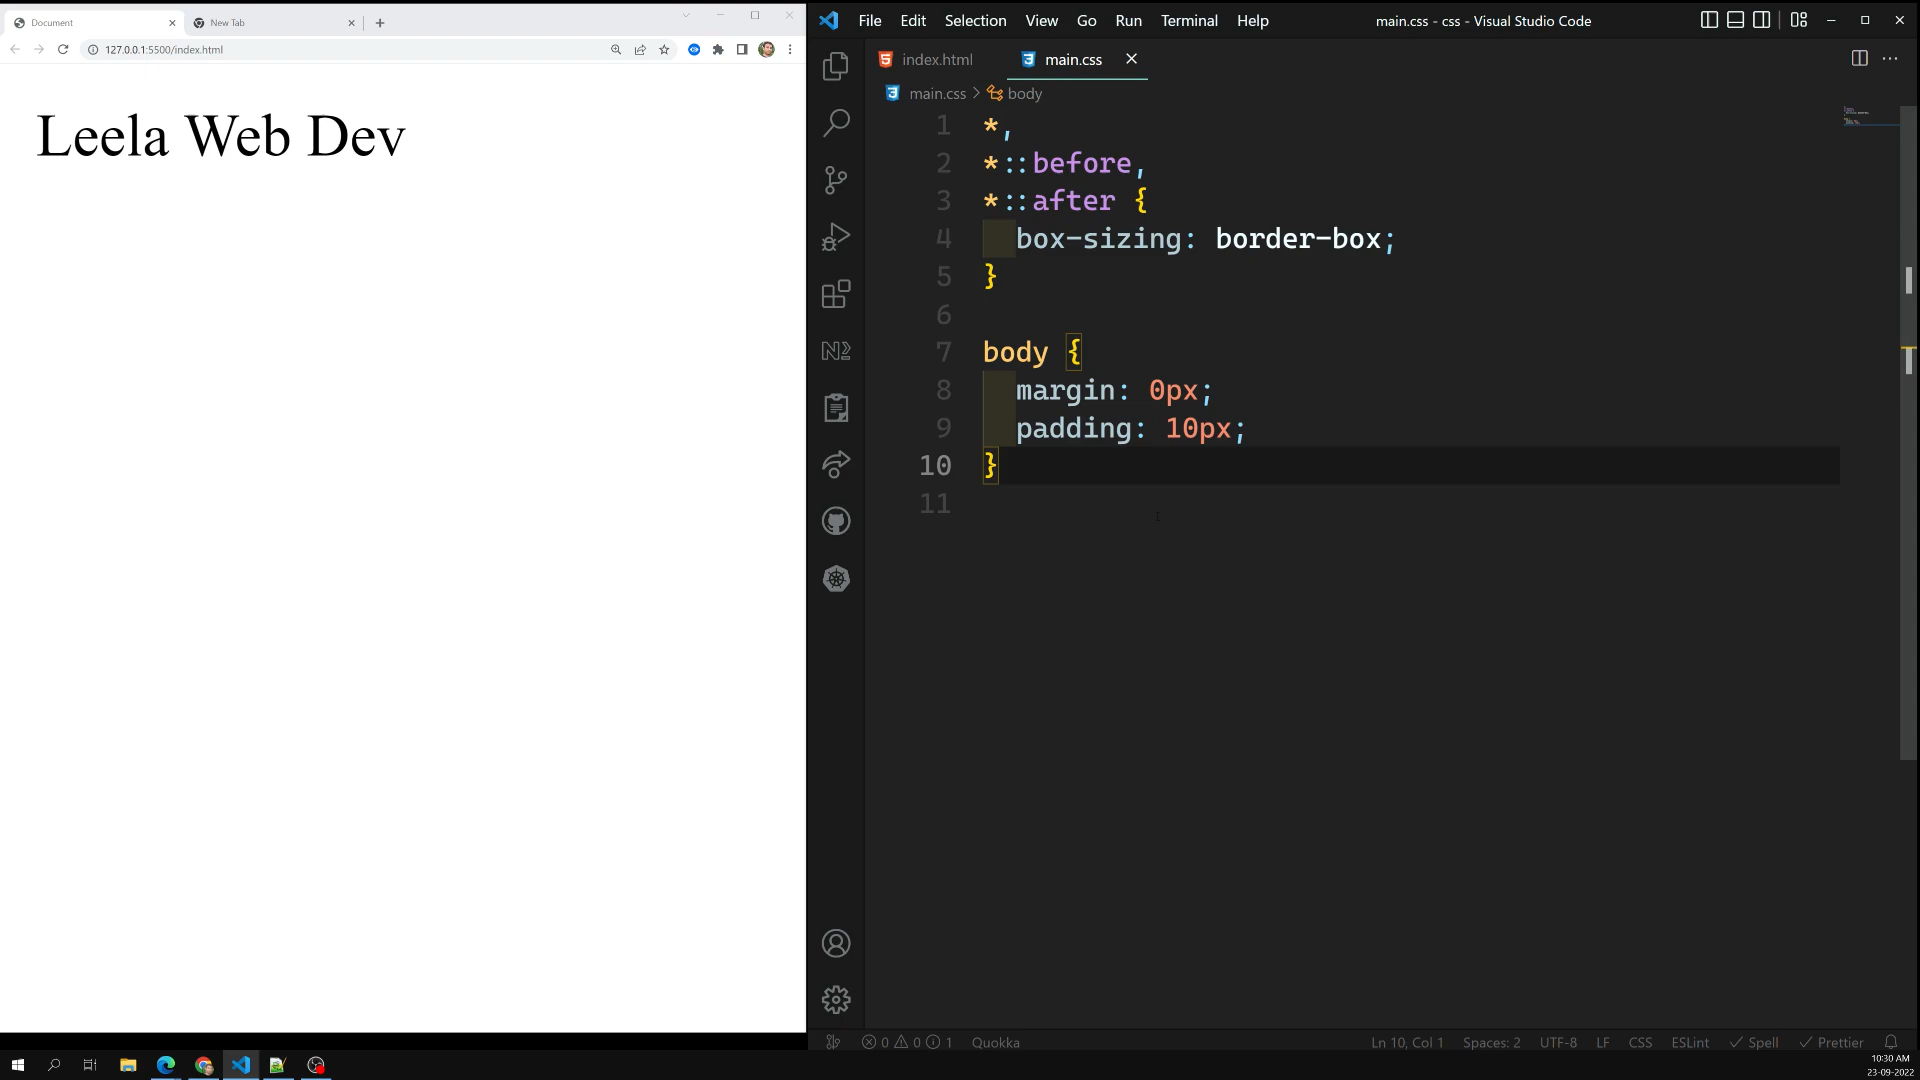 Document
New Tab
127.0.0.1:5500/index.html
Leela Web Dev
File Edit Selection View Go Run Terminal Help
main.css - css - Visual Studio Code
index.html
main.css
main.css > body
1 *,
2 *::before,
3 *::after {
4 box-sizing: border-box;
5 }
6
7 body {
8 margin: 0px;
9 padding: 10px;
10 }
11
0 0 1 Quokka
Ln 10, Col 1 Spaces: 2 UTF-8 LF CSS ESLint Spell Prettier
10:30 AM
23-09-2022